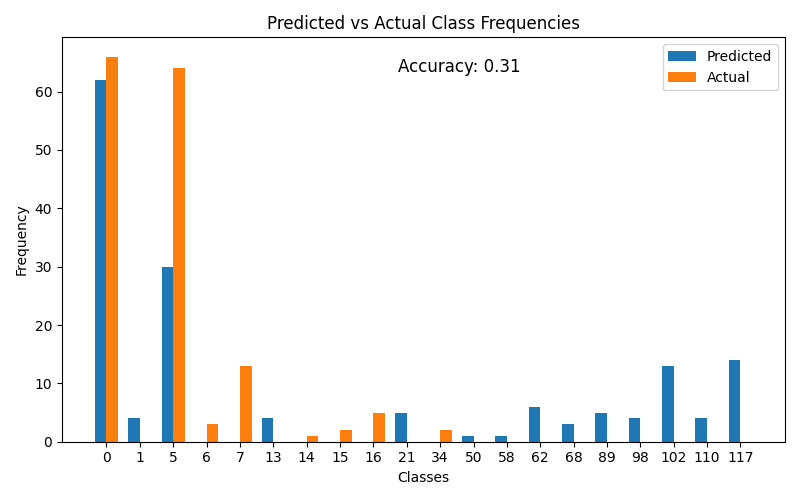 Predicted vs Actual Class Frequencies
Accuracy: 0.31
Predicted
Actual
Frequency
60
50
40
30
20
10
0
0 1 5 6 7 13 14 15 16 21 34 50 58 62 68 89 98 102 110 117
Classes